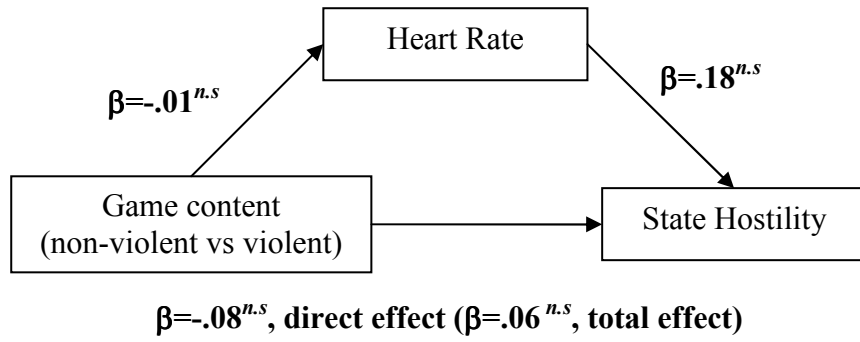 Heart Rate
β=-.01n.s
β=.18n.s
Game content
(non-violent vs violent)
State Hostility
β=-.08n.s, direct effect (β=.06 n.s, total effect)